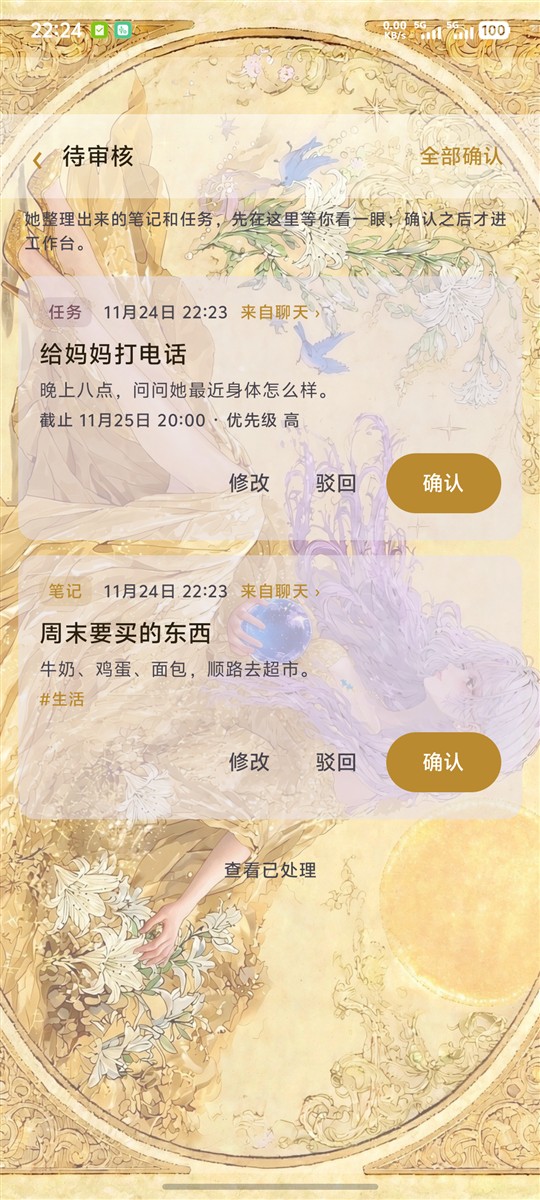 22:24
0.00 KB/s 5G 5G 100
‹ 待审核 全部确认
她整理出来的笔记和任务，先在这里等你看一眼；确认之后才进
工作台。
任务 11月24日 22:23 来自聊天 ›
给妈妈打电话
晚上八点，问问她最近身体怎么样。
截止 11月25日 20:00 · 优先级 高
修改 驳回 确认
笔记 11月24日 22:23 来自聊天 ›
周末要买的东西
牛奶、鸡蛋、面包，顺路去超市。
#生活
修改 驳回 确认
查看已处理